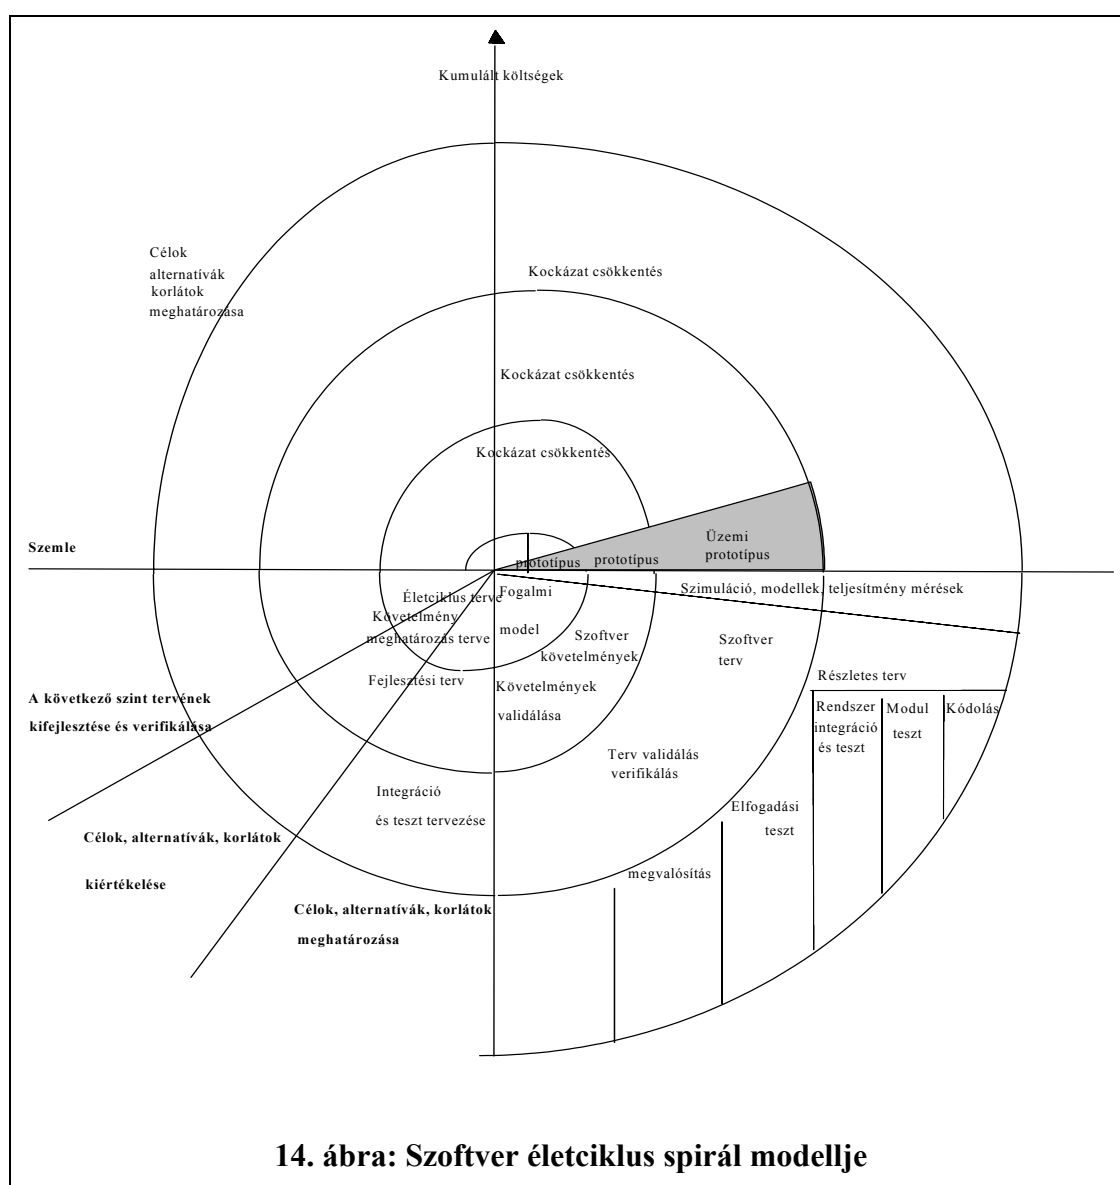 Kumulált költségek
Célok
alternatívák
korlátok
meghatározása
Kockázat csökkentés
Kockázat csökkentés
Kockázat csökkentés
Szemle
prototípus
prototípus
Üzemi
prototípus
Életciklus terve
Fogalmi
model
Szimuláció, modellek, teljesítmény mérések
Követelmény
meghatározás terve
Szoftver
követelmények
Szoftver
terv
Fejlesztési terv
Követelmények
validálása
Részletes terv
A következő szint tervének
kifejlesztése és verifikálása
Rendszer
integráció
és teszt
Modul
teszt
Kódolás
Terv validálás
verifikálás
Integráció
és teszt tervezése
Elfogadási
teszt
Célok, alternatívák, korlátok
kiértékelése
megvalósítás
Célok, alternatívák, korlátok
meghatározása
14. ábra: Szoftver életciklus spirál modellje